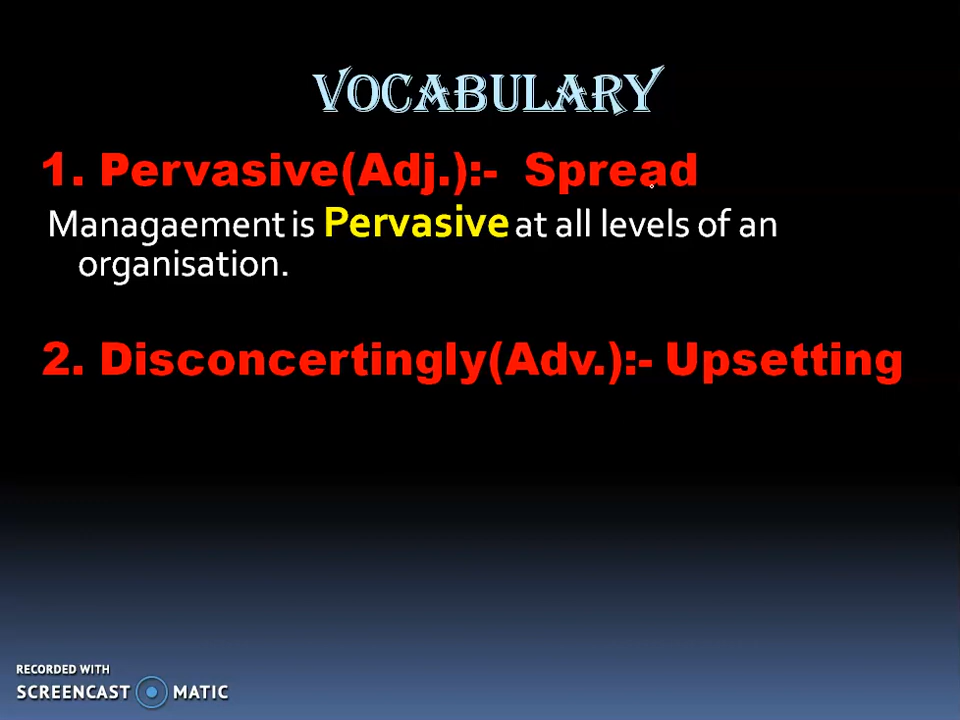 VOCABULARY
1. Pervasive(Adj.):- Spread
Managaement is Pervasive at all levels of an
organisation.
2. Disconcertingly(Adv.):- Upsetting
RECORDED WITH
SCREENCAST MATIC